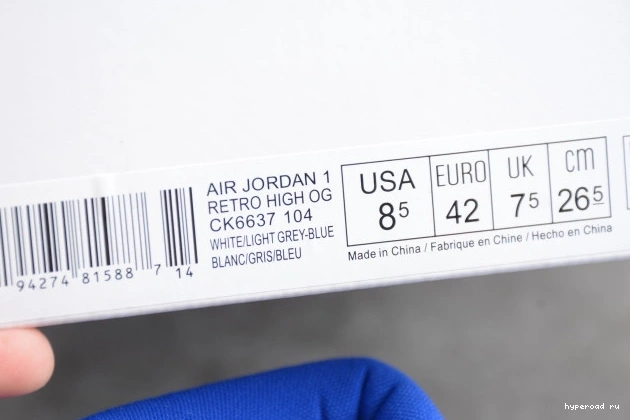 AIR JORDAN 1
RETRO HIGH OG
CK6637 104
WHITE/LIGHT GREY-BLUE
BLANC/GRIS/BLEU
94274 81588 7 14
USA EURO UK cm
8 5 42 7 5 26 5
Made in China / Fabrique en Chine / Hecho en China
hyperoad ru